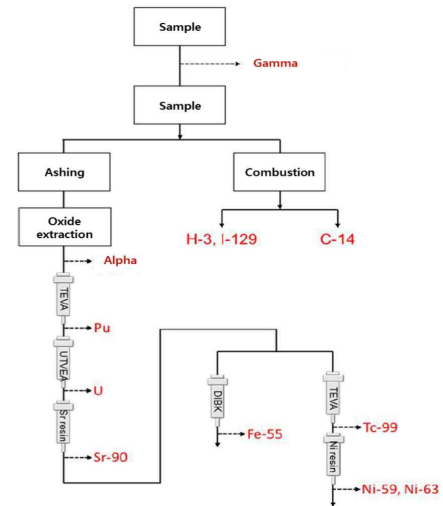 Sample
Gamma
Sample
Ashing
Combustion
Oxide
extraction
H-3, I-129
C-14
Alpha
TEVA
Pu
UTVEA
U
Sr resin
Sr-90
DIBK
Fe-55
TEVA
Tc-99
Ni resin
Ni-59, Ni-63